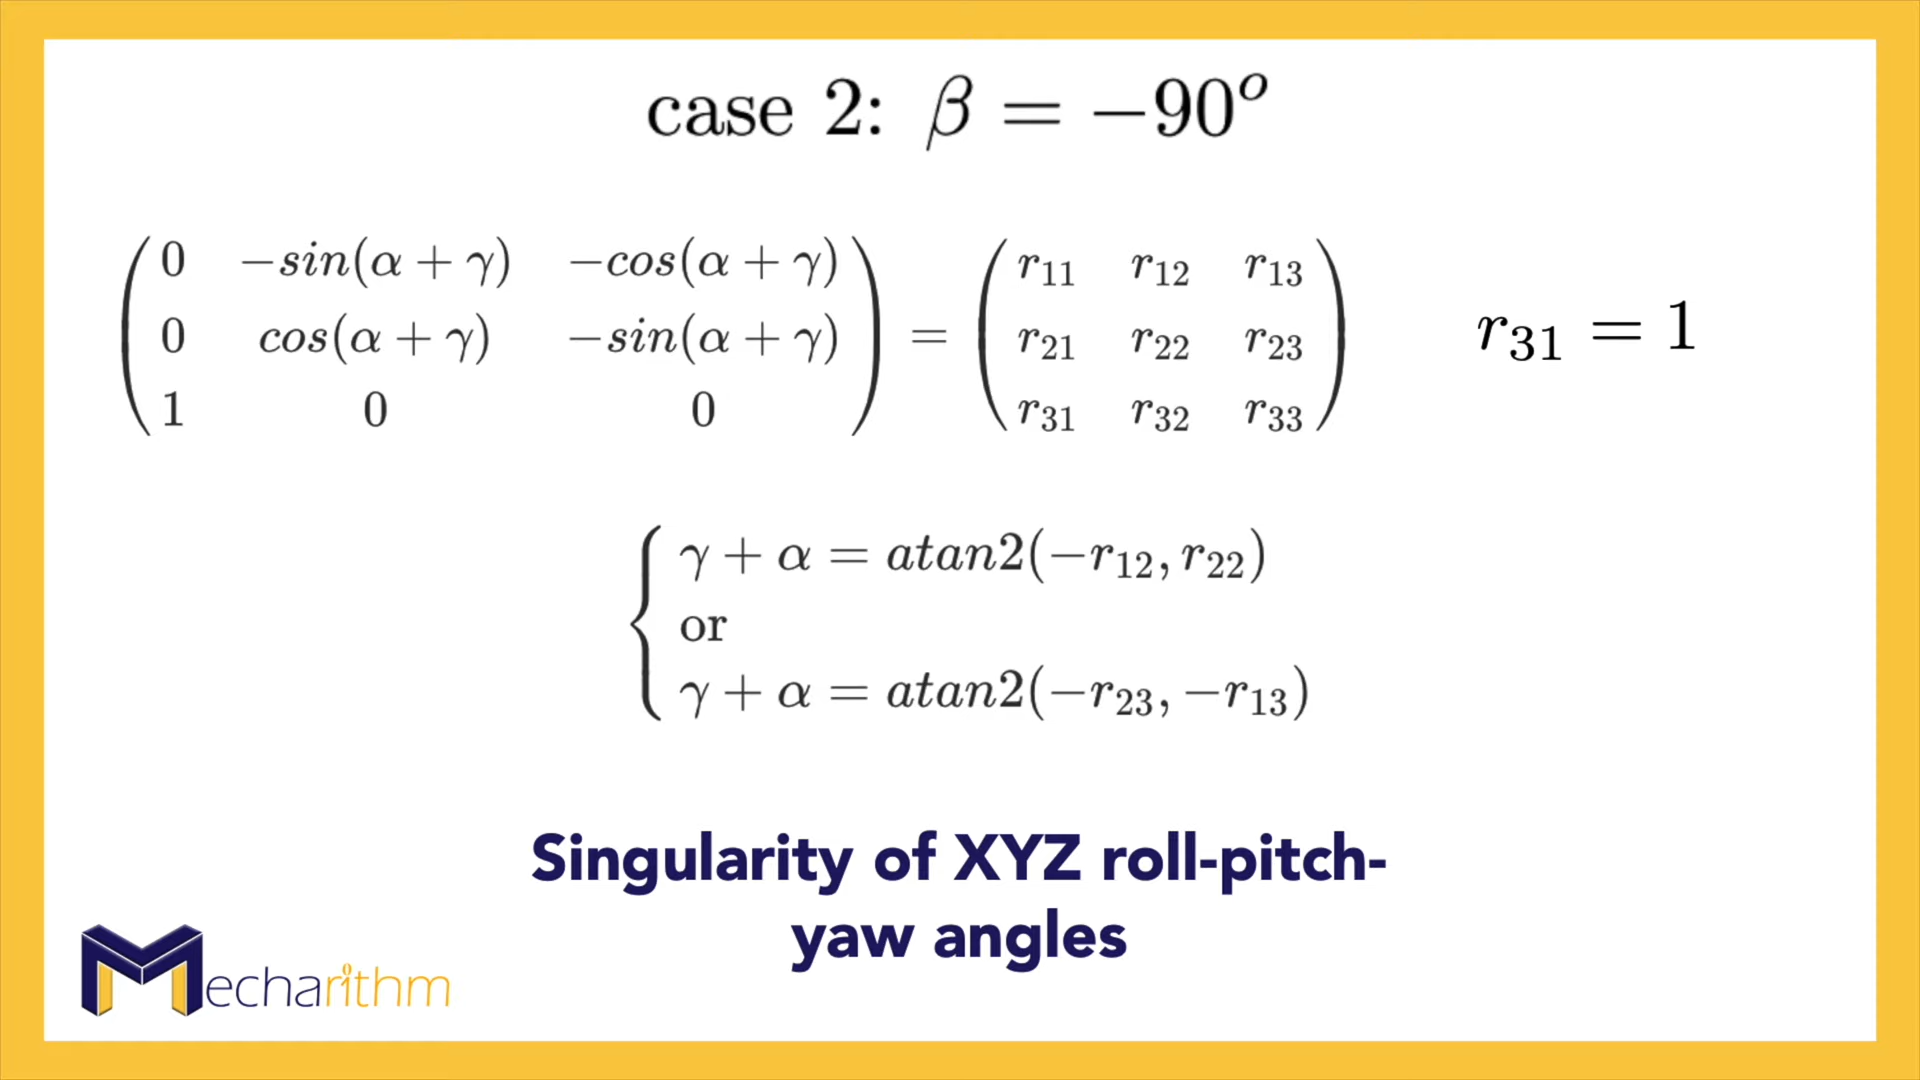 case 2: β = −90°
0 −sin(α + γ) −cos(α + γ) r11 r12 r13
0 cos(α + γ) −sin(α + γ) = r21 r22 r23 r31 = 1
1 0 0 r31 r32 r33
γ + α = atan2(−r12, r22)
or
γ + α = atan2(−r23, −r13)
Singularity of XYZ roll-pitch-
yaw angles
Mecharithm